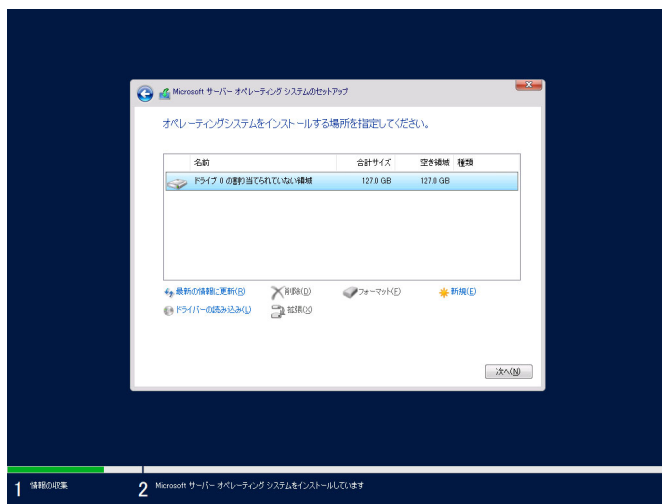 Microsoft サーバー オペレーティング システムのセットアップ
オペレーティングシステムをインストールする場所を指定してください。
名前 合計サイズ 空き領域 種類
ドライブ 0 の割り当てられていない領域 127.0 GB 127.0 GB
最新の情報に更新(R) 削除(D) フォーマット(F) 新規(E)
ドライバーの読み込み(L) 拡張(X)
次へ(N)
1 情報の収集 2 Microsoft サーバー オペレーティング システムをインストールしています